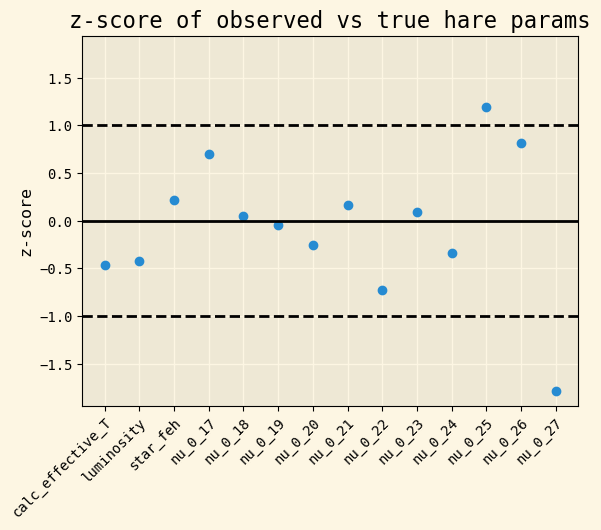 z-score of observed vs true hare params
z-score
1.5
1.0
0.5
0.0
−0.5
−1.0
−1.5
calc_effective_T
luminosity
star_feh
nu_0_17
nu_0_18
nu_0_19
nu_0_20
nu_0_21
nu_0_22
nu_0_23
nu_0_24
nu_0_25
nu_0_26
nu_0_27